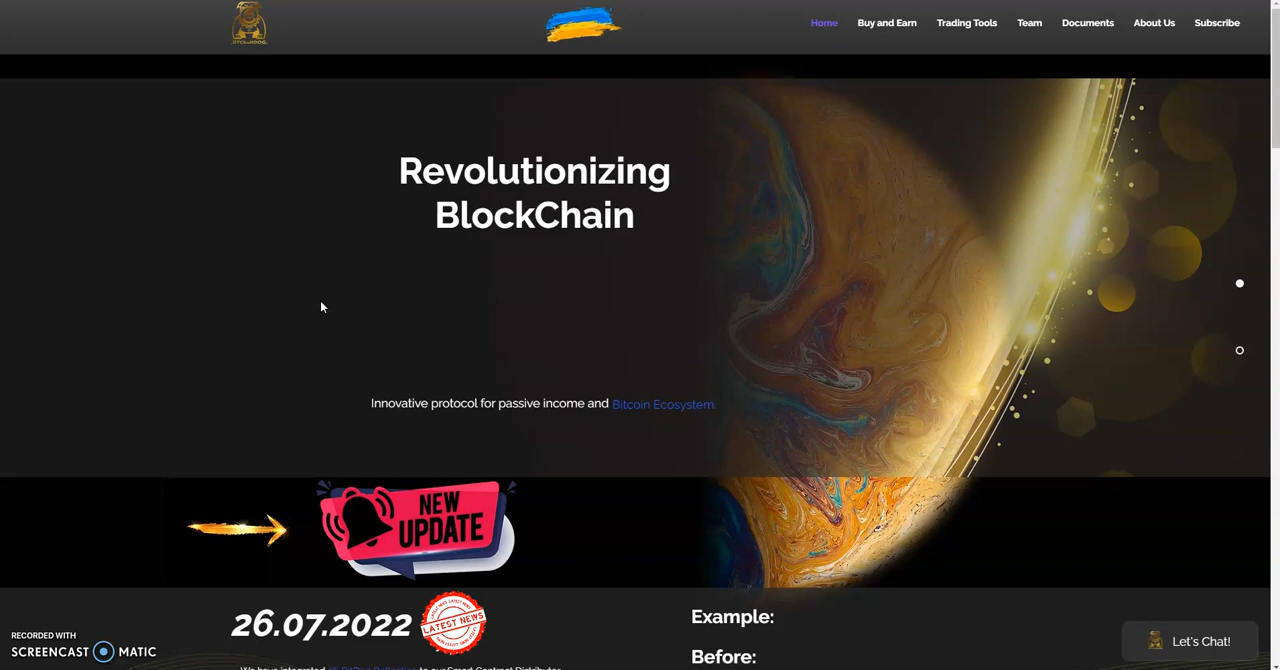 Home
Buy and Earn
Trading Tools
Team
Documents
About Us
Subscribe
Revolutionizing
BlockChain
Innovative protocol for passive income and Bitcoin Ecosystem.
NEW
UPDATE
26.07.2022
LATEST NEWS
Example:
Before:
Let's Chat!
RECORDED WITH
SCREENCAST MATIC